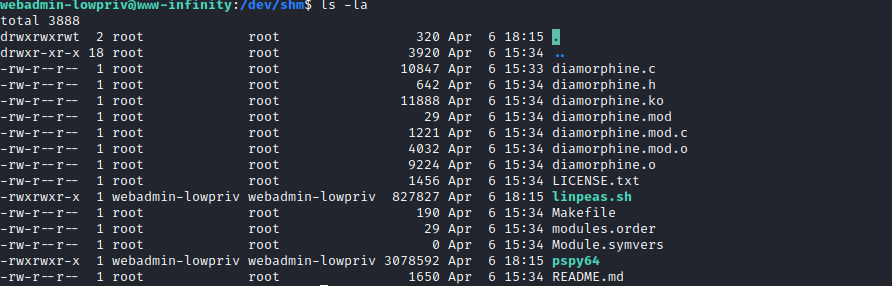 webadmin-lowpriv@www-infinity:/dev/shm$ ls -la
total 3888
drwxrwxrwt  2 root             root                 320 Apr  6 18:15 .
drwxr-xr-x 18 root             root                3920 Apr  6 15:34 ..
-rw-r--r--  1 root             root               10847 Apr  6 15:33 diamorphine.c
-rw-r--r--  1 root             root                 642 Apr  6 15:34 diamorphine.h
-rw-r--r--  1 root             root               11888 Apr  6 15:34 diamorphine.ko
-rw-r--r--  1 root             root                  29 Apr  6 15:34 diamorphine.mod
-rw-r--r--  1 root             root                1221 Apr  6 15:34 diamorphine.mod.c
-rw-r--r--  1 root             root                4032 Apr  6 15:34 diamorphine.mod.o
-rw-r--r--  1 root             root                9224 Apr  6 15:34 diamorphine.o
-rw-r--r--  1 root             root                1456 Apr  6 15:34 LICENSE.txt
-rwxrwxr-x  1 webadmin-lowpriv webadmin-lowpriv  827827 Apr  6 18:15 linpeas.sh
-rw-r--r--  1 root             root                 190 Apr  6 15:34 Makefile
-rw-r--r--  1 root             root                  29 Apr  6 15:34 modules.order
-rw-r--r--  1 root             root                   0 Apr  6 15:34 Module.symvers
-rwxrwxr-x  1 webadmin-lowpriv webadmin-lowpriv 3078592 Apr  6 18:15 pspy64
-rw-r--r--  1 root             root                1650 Apr  6 15:34 README.md